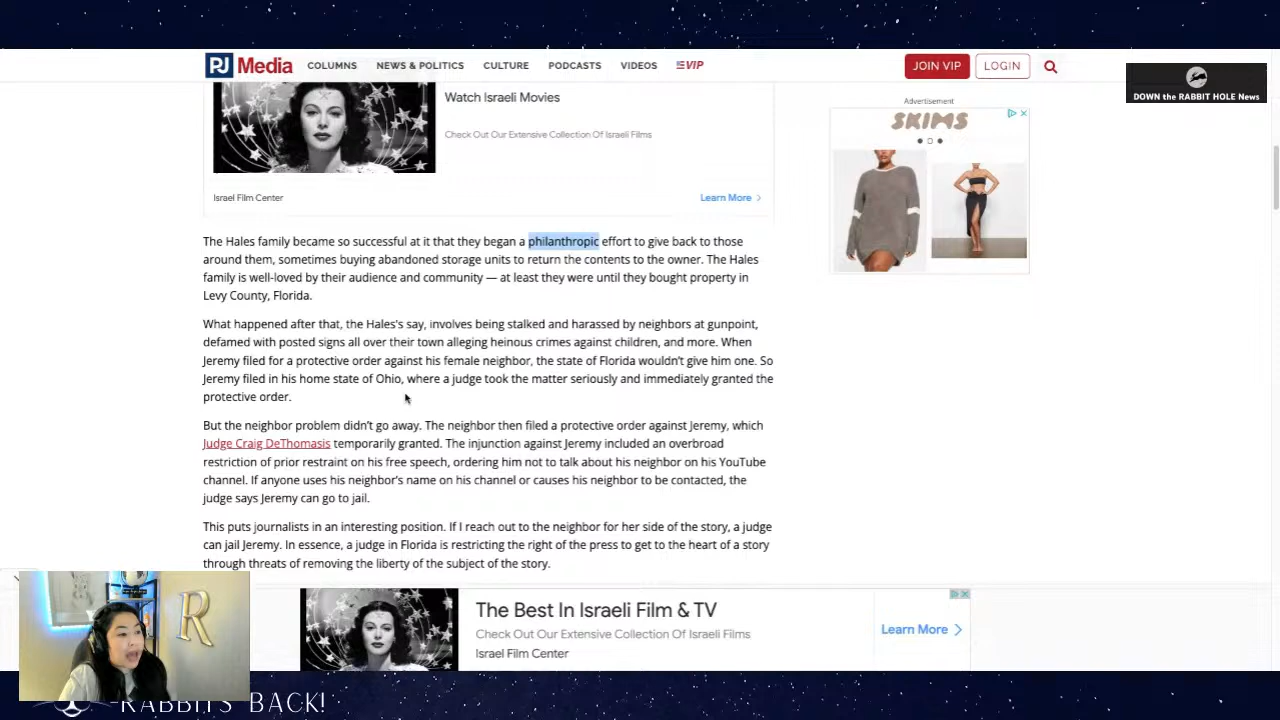 PJ Media
COLUMNS
NEWS & POLITICS
CULTURE
PODCASTS
VIDEOS
VIP
JOIN VIP
LOGIN
DOWN the RABBIT HOLE News
Watch Israeli Movies
Check Out Our Extensive Collection Of Israeli Films
Israel Film Center
Learn More
Advertisement
SKIMS
The Hales family became so successful at it that they began a philanthropic effort to give back to those
around them, sometimes buying abandoned storage units to return the contents to the owner. The Hales
family is well-loved by their audience and community — at least they were until they bought property in
Levy County, Florida.
What happened after that, the Hales's say, involves being stalked and harassed by neighbors at gunpoint,
defamed with posted signs all over their town alleging heinous crimes against children, and more. When
Jeremy filed for a protective order against his female neighbor, the state of Florida wouldn't give him one. So
Jeremy filed in his home state of Ohio, where a judge took the matter seriously and immediately granted the
protective order.
But the neighbor problem didn't go away. The neighbor then filed a protective order against Jeremy, which
Judge Craig DeThomasis temporarily granted. The injunction against Jeremy included an overbroad
restriction of prior restraint on his free speech, ordering him not to talk about his neighbor on his YouTube
channel. If anyone uses his neighbor's name on his channel or causes his neighbor to be contacted, the
judge says Jeremy can go to jail.
This puts journalists in an interesting position. If I reach out to the neighbor for her side of the story, a judge
can jail Jeremy. In essence, a judge in Florida is restricting the right of the press to get to the heart of a story
through threats of removing the liberty of the subject of the story.
The Best In Israeli Film & TV
Check Out Our Extensive Collection Of Israeli Films
Israel Film Center
Learn More
R
RABBITS BACK!